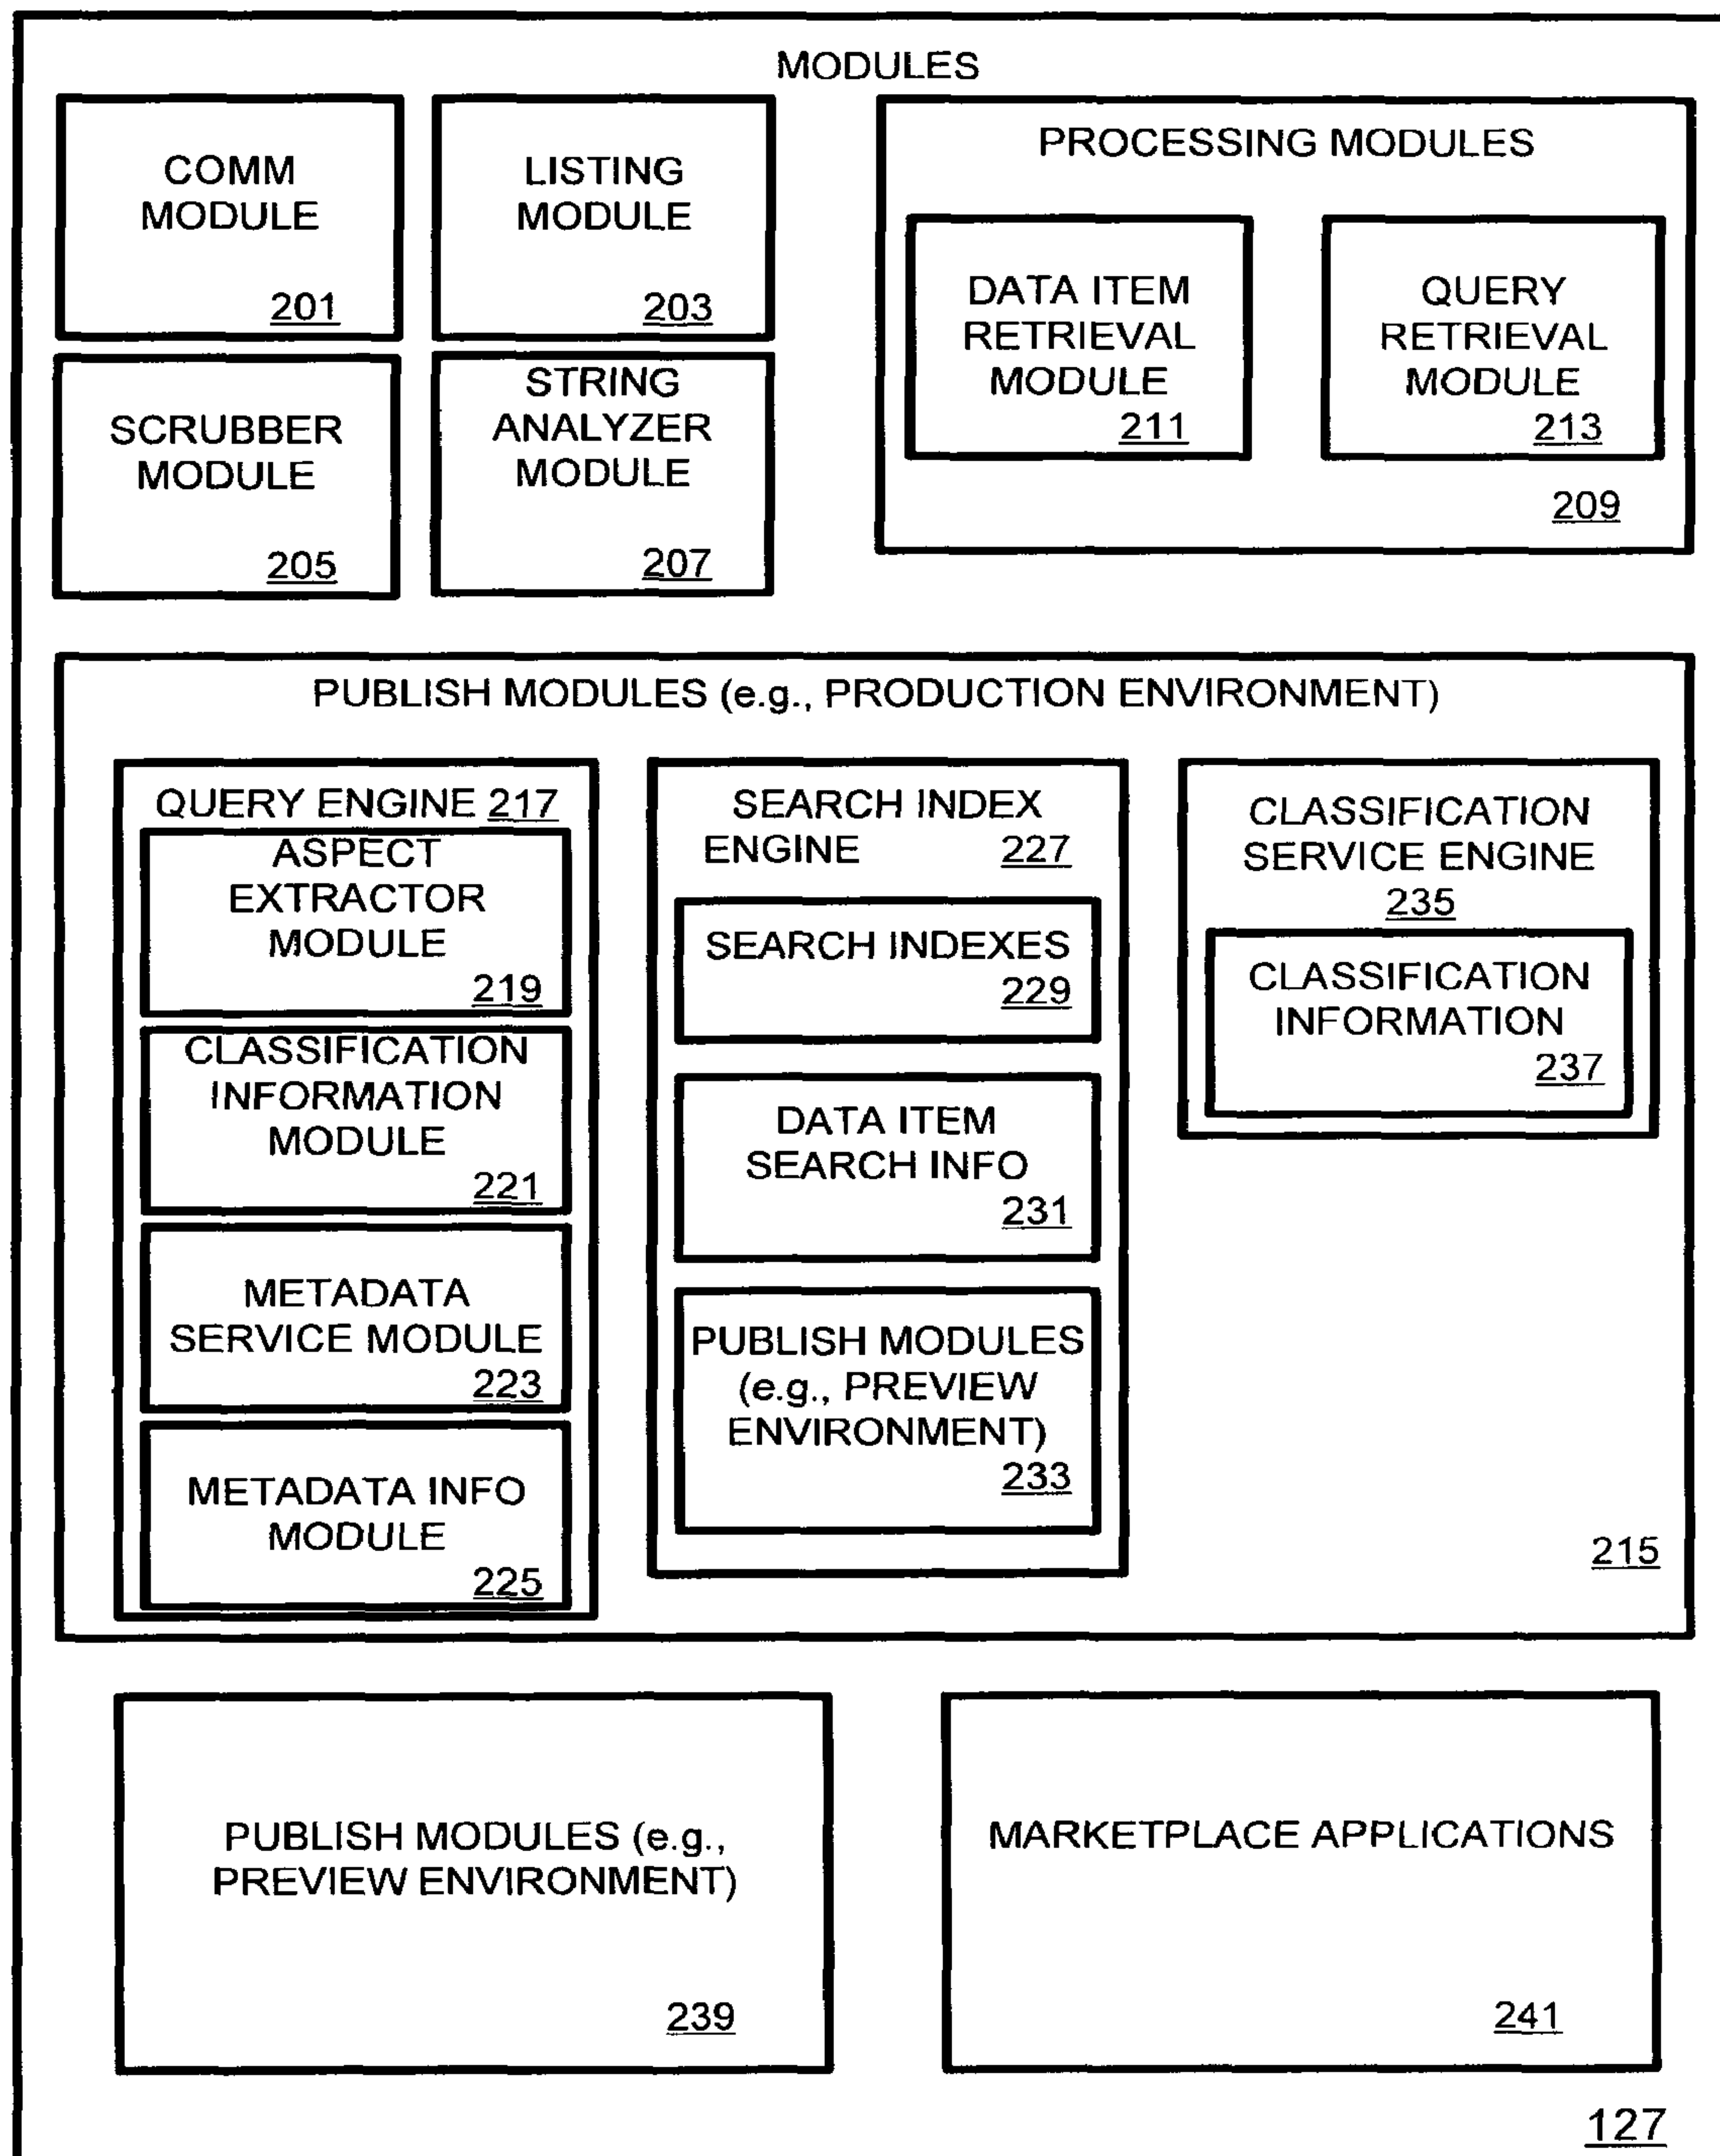 MODULES
COMM
MODULE
201
LISTING
MODULE
203
SCRUBBER
MODULE
205
STRING
ANALYZER
MODULE
207
PROCESSING MODULES
DATA ITEM
RETRIEVAL
MODULE
211
QUERY
RETRIEVAL
MODULE
213
209
PUBLISH MODULES (e.g., PRODUCTION ENVIRONMENT)
QUERY ENGINE 217
ASPECT
EXTRACTOR
MODULE
219
CLASSIFICATION
INFORMATION
MODULE
221
METADATA
SERVICE MODULE
223
METADATA INFO
MODULE
225
SEARCH INDEX
ENGINE 227
SEARCH INDEXES
229
DATA ITEM
SEARCH INFO
231
PUBLISH MODULES
(e.g., PREVIEW
ENVIRONMENT)
233
CLASSIFICATION
SERVICE ENGINE
235
CLASSIFICATION
INFORMATION
237
215
PUBLISH MODULES (e.g.,
PREVIEW ENVIRONMENT)
239
MARKETPLACE APPLICATIONS
241
127